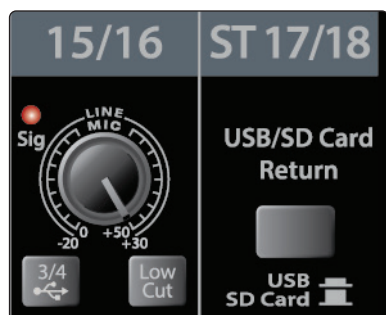 15/16
ST 17/18
LINE
MIC
Sig
0 +50
-20 +30
3/4
Low
Cut
USB/SD Card
Return
USB
SD Card